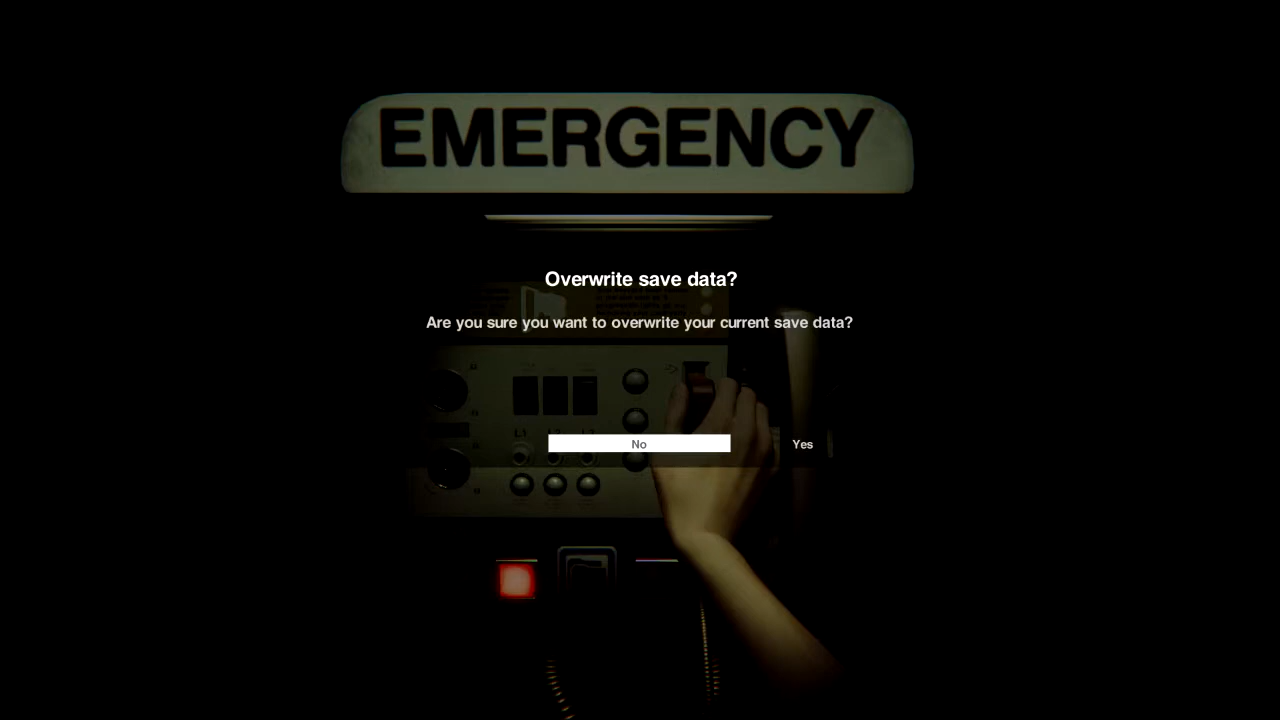 EMERGENCY
Overwrite save data?
Are you sure you want to overwrite your current save data?
No
Yes